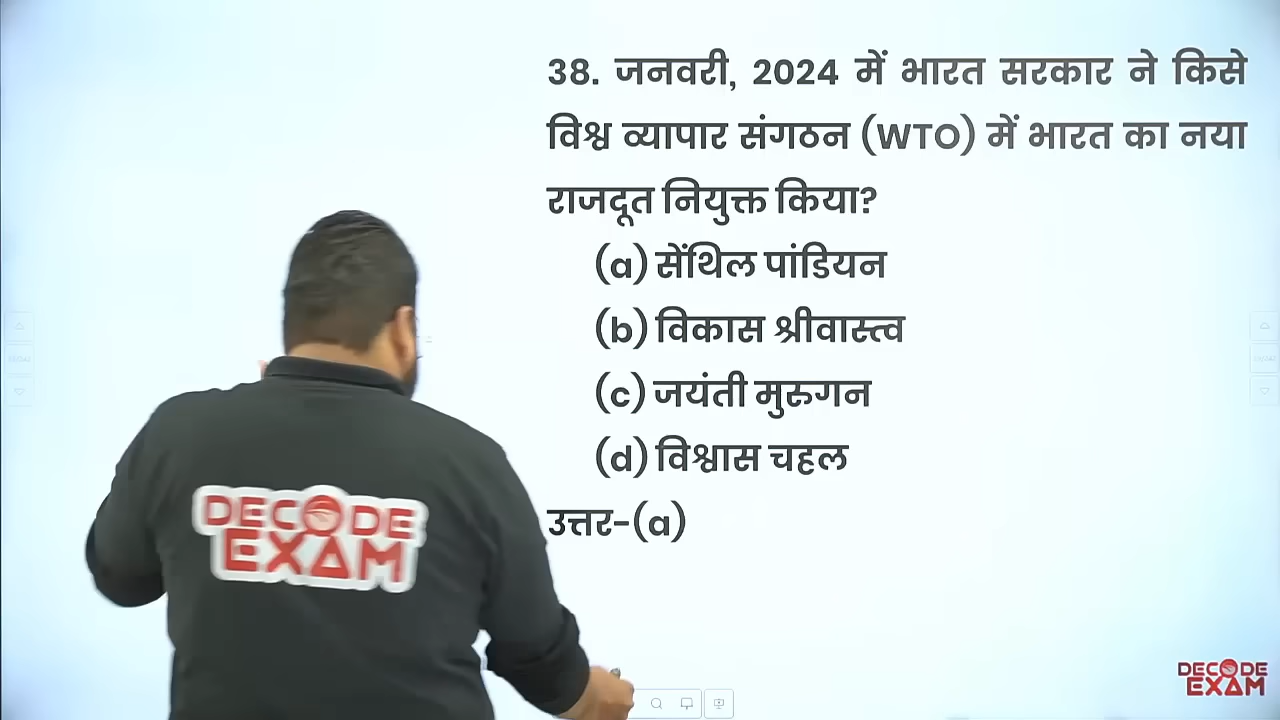 38. जनवरी, 2024 में भारत सरकार ने किसे
विश्व व्यापार संगठन (WTO) में भारत का नया
राजदूत नियुक्त किया?
(a) सेंथिल पांडियन
(b) विकास श्रीवास्त्व
(c) जयंती मुरुगन
(d) विश्वास चहल
उत्तर-(a)
DECODE
EXAM
DECODE
EXAM